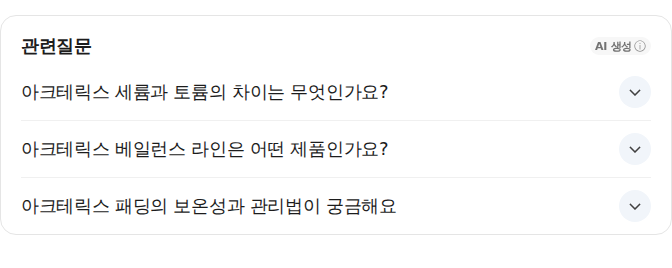 관련질문
AI 생성
아크테릭스 세륨과 토륨의 차이는 무엇인가요?
아크테릭스 베일런스 라인은 어떤 제품인가요?
아크테릭스 패딩의 보온성과 관리법이 궁금해요